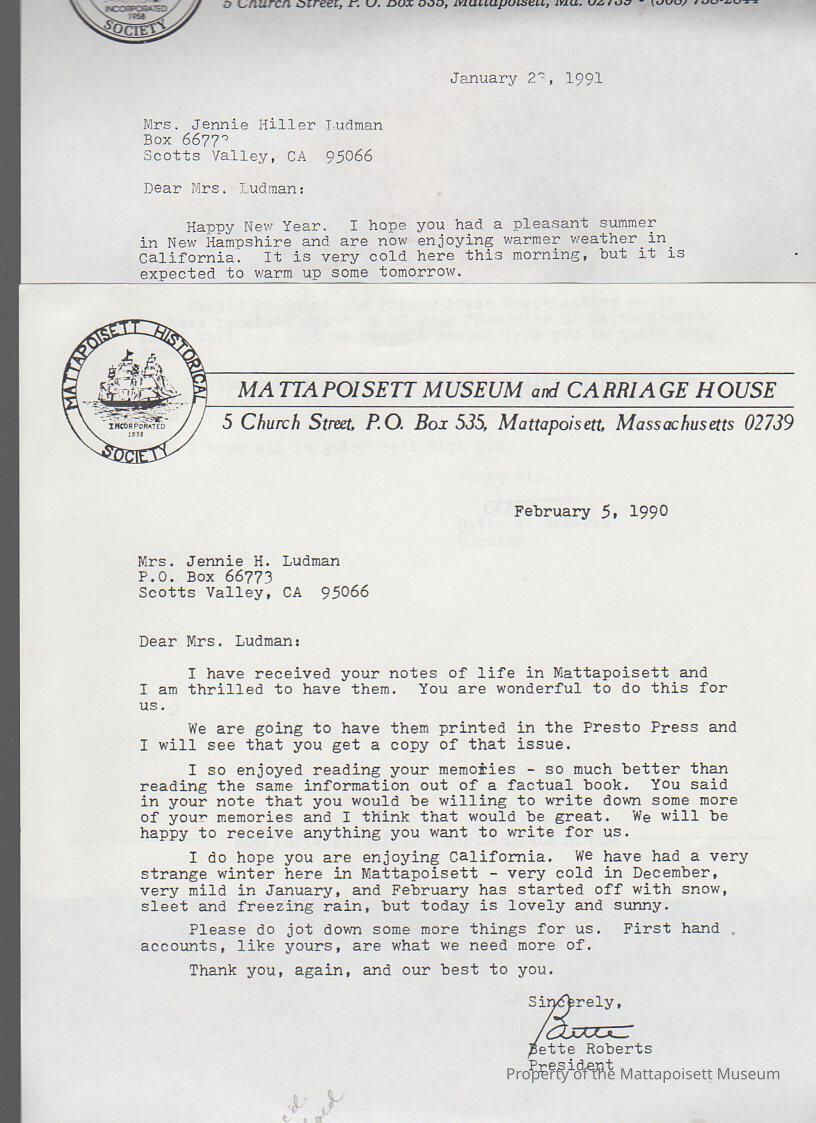 INCORPORATED
1958
SOCIETY
5 Church Street, P. O. Box 535, Mattapoisett, Ma. 02739 • (508) 758-2844
January 2 , 1991
Mrs. Jennie Hiller Ludman
Box 6677
Scotts Valley, CA 95066
Dear Mrs. Ludman:
Happy New Year. I hope you had a pleasant summer
in New Hampshire and are now enjoying warmer weather in
California. It is very cold here this morning, but it is
expected to warm up some tomorrow.
MATTAPOISETT HISTORICAL
INCORPORATED
1958
SOCIETY
MATTAPOISETT MUSEUM and CARRIAGE HOUSE
5 Church Street, P.O. Box 535, Mattapoisett, Massachusetts 02739
February 5, 1990
Mrs. Jennie H. Ludman
P.O. Box 66773
Scotts Valley, CA 95066
Dear Mrs. Ludman:
I have received your notes of life in Mattapoisett and
I am thrilled to have them. You are wonderful to do this for
us.
We are going to have them printed in the Presto Press and
I will see that you get a copy of that issue.
I so enjoyed reading your memories - so much better than
reading the same information out of a factual book. You said
in your note that you would be willing to write down some more
of your memories and I think that would be great. We will be
happy to receive anything you want to write for us.
I do hope you are enjoying California. We have had a very
strange winter here in Mattapoisett - very cold in December,
very mild in January, and February has started off with snow,
sleet and freezing rain, but today is lovely and sunny.
Please do jot down some more things for us. First hand
accounts, like yours, are what we need more of.
Thank you, again, and our best to you.
Sincerely,
Bette
Bette Roberts
President
Property of the Mattapoisett Museum